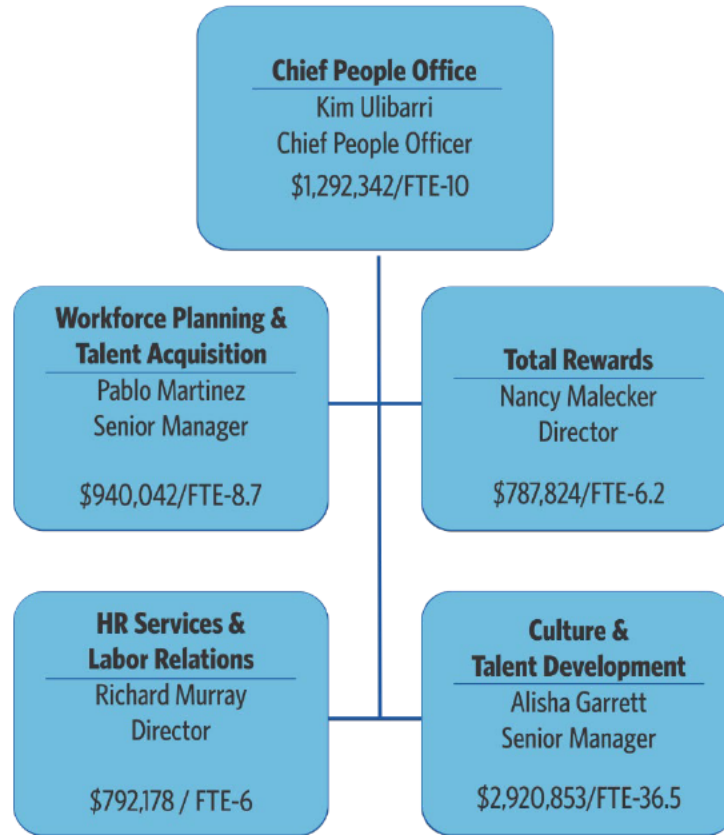 Chief People Office
Kim Ulibarri
Chief People Officer
$1,292,342/FTE-10
Workforce Planning &
Talent Acquisition
Pablo Martinez
Senior Manager
$940,042/FTE-8.7
Total Rewards
Nancy Malecker
Director
$787,824/FTE-6.2
HR Services &
Labor Relations
Richard Murray
Director
$792,178 / FTE-6
Culture &
Talent Development
Alisha Garrett
Senior Manager
$2,920,853/FTE-36.5